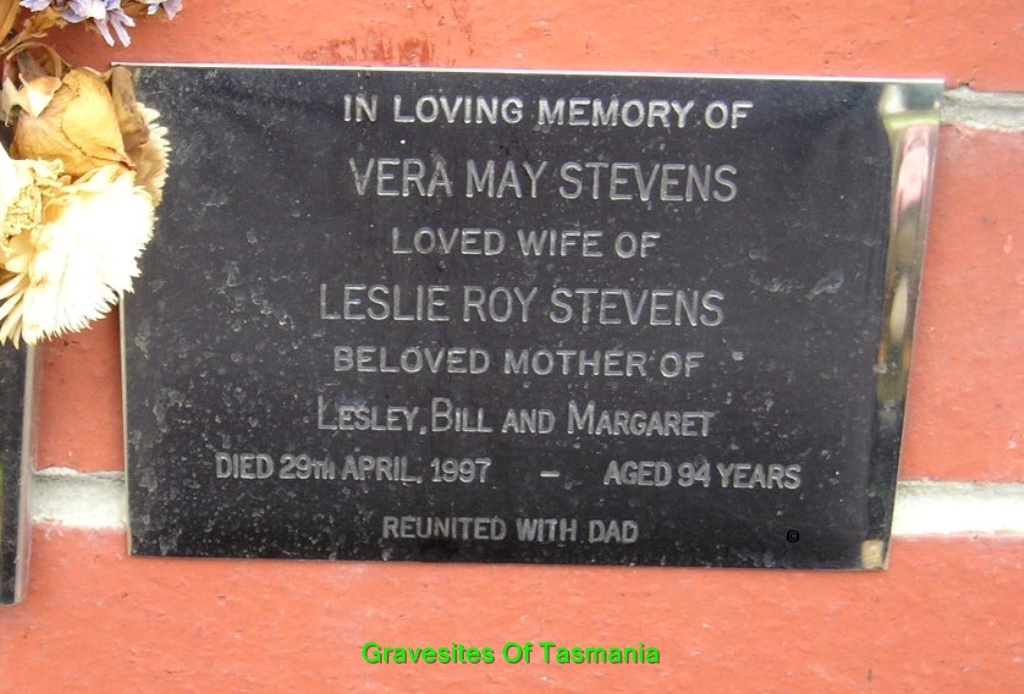 IN LOVING MEMORY OF
VERA MAY STEVENS
LOVED WIFE OF
LESLIE ROY STEVENS
BELOVED MOTHER OF
LESLEY, BILL AND MARGARET
DIED 29TH APRIL, 1997 — AGED 94 YEARS
REUNITED WITH DAD
©
Gravesites Of Tasmania